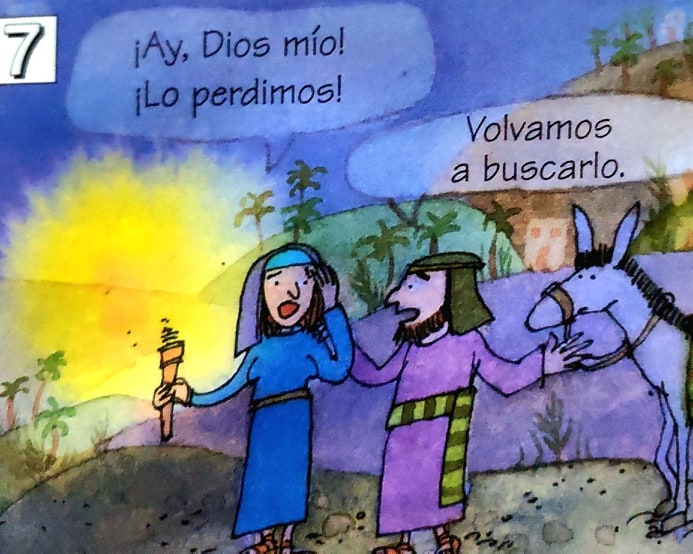 7
¡Ay, Dios mío!
¡Lo perdimos!
Volvamos
a buscarlo.